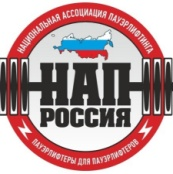 НАЦИОНАЛЬНАЯ АССОЦИАЦИЯ ПАУЭРЛИФТИНГА
НАП
РОССИЯ
ПАУЭРЛИФТЕРЫ ДЛЯ ПАУЭРЛИФТЕРОВ